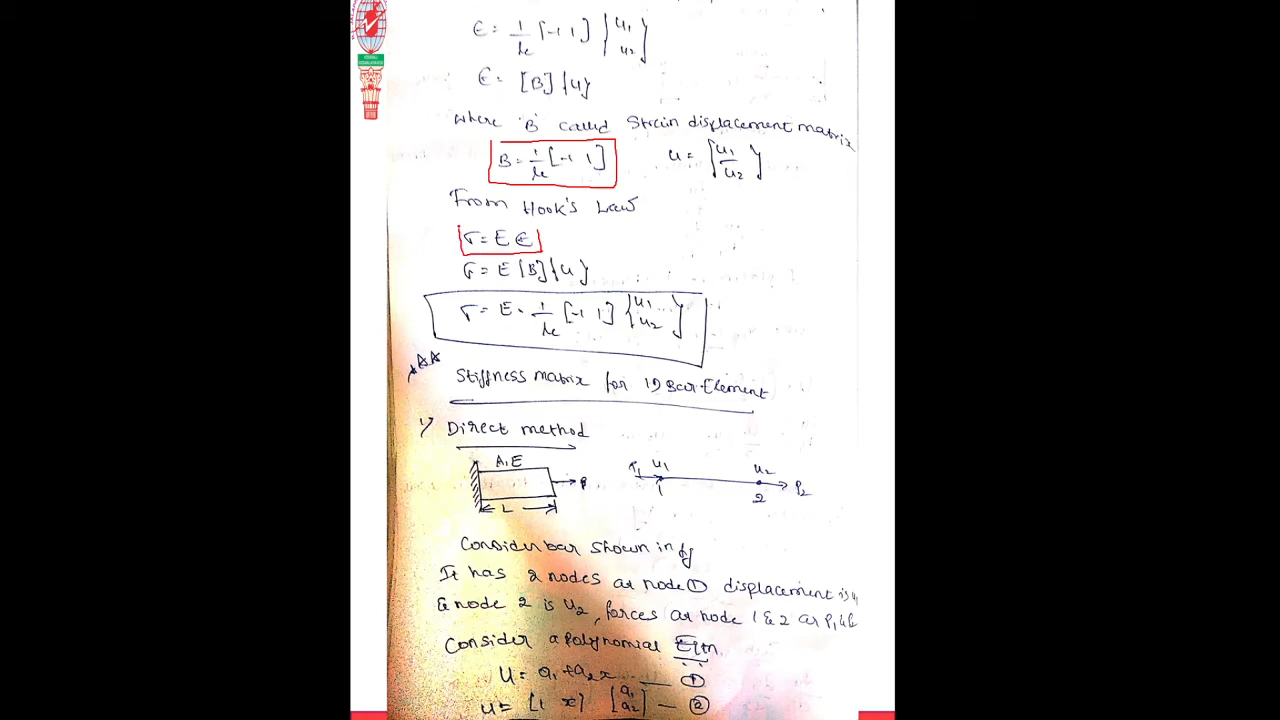 ϵ = 1/le [-1 1] {u1 u2}
ϵ = [B]{u}
where 'B' called Strain displacement matrix
B = 1/le [-1 1] u = {u1 u2}
From Hook's Law
σ = E ϵ
σ = E [B]{u}
σ = E · 1/le [-1 1] {u1 u2}
Stiffness matrix for 1D Bar Element
1) Direct method
A, E
P
L
P1 u1 u2 P2
1 2
Consider bar shown in fig
It has 2 nodes at node ① displacement is u1
& node 2 is u2, forces at node 1 & 2 as P1 & P2
Consider a polynomial Eqn
u = a1 + a2x — ①
u = [1 x] [a1 a2] — ②